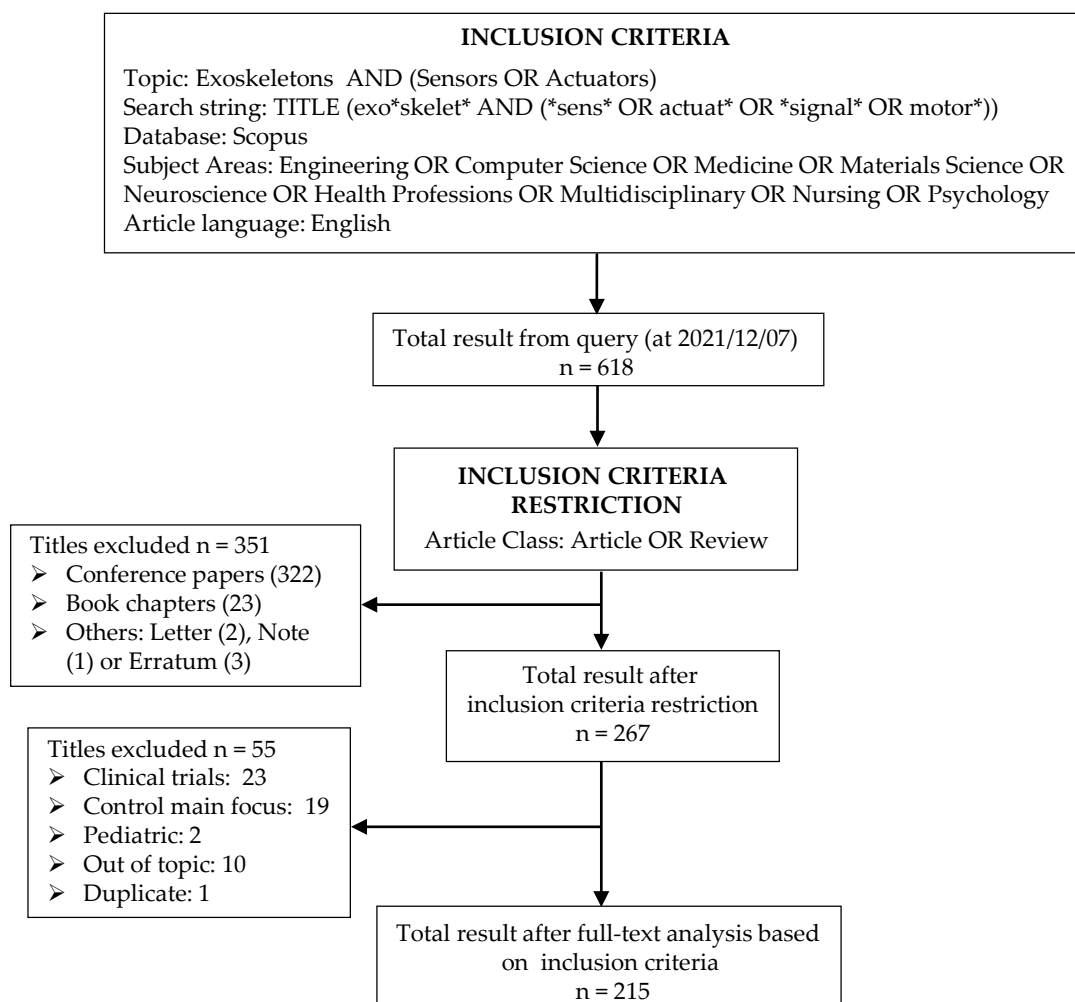 INCLUSION CRITERIA
Topic: Exoskeletons AND (Sensors OR Actuators)
Search string: TITLE (exo*skelet* AND (*sens* OR actuat* OR *signal* OR motor*))
Database: Scopus
Subject Areas: Engineering OR Computer Science OR Medicine OR Materials Science OR
Neuroscience OR Health Professions OR Multidisciplinary OR Nursing OR Psychology
Article language: English
Total result from query (at 2021/12/07)
n = 618
INCLUSION CRITERIA
RESTRICTION
Article Class: Article OR Review
Titles excluded n = 351
➢ Conference papers (322)
➢ Book chapters (23)
➢ Others: Letter (2), Note
(1) or Erratum (3)
Total result after
inclusion criteria restriction
n = 267
Titles excluded n = 55
➢ Clinical trials: 23
➢ Control main focus: 19
➢ Pediatric: 2
➢ Out of topic: 10
➢ Duplicate: 1
Total result after full-text analysis based
on inclusion criteria
n = 215